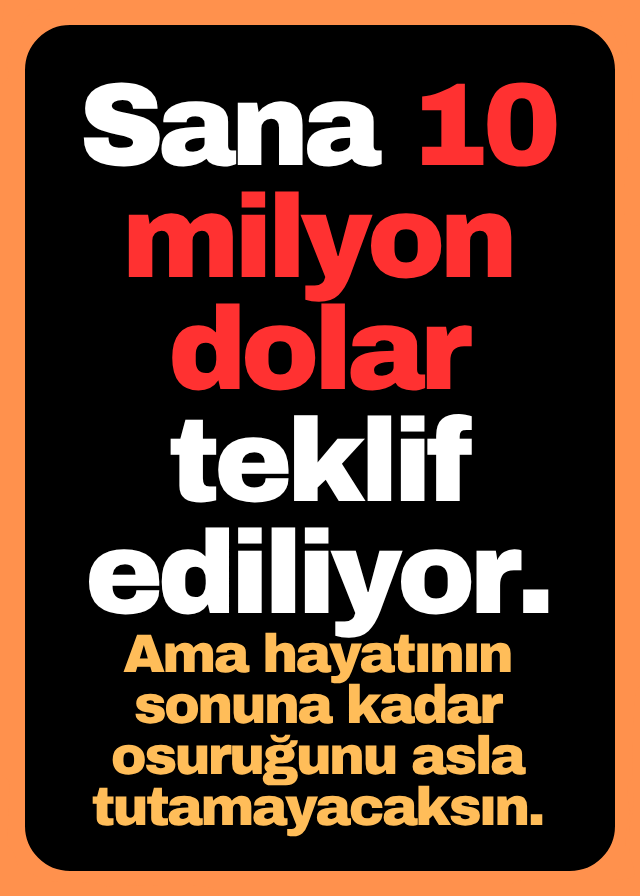 Sana 10
milyon
dolar
teklif
ediliyor.
Ama hayatının
sonuna kadar
osuruğunu asla
tutamayacaksın.